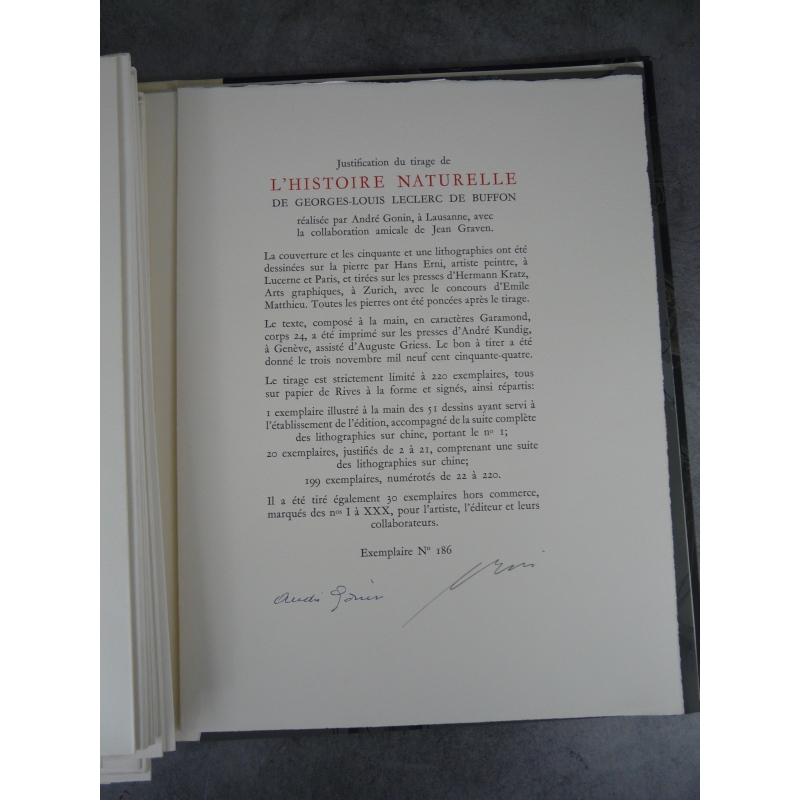 Justification du tirage de
L'HISTOIRE NATURELLE
DE GEORGES-LOUIS LECLERC DE BUFFON
réalisée par André Gonin, à Lausanne, avec
la collaboration amicale de Jean Graven.
La couverture et les cinquante et une lithographies ont été
dessinées sur la pierre par Hans Erni, artiste peintre, à
Lucerne et Paris, et tirées sur les presses d'Hermann Kratz,
Arts graphiques, à Zurich, avec le concours d'Emile
Matthieu. Toutes les pierres ont été poncées après le tirage.
Le texte, composé à la main, en caractères Garamond,
corps 24, a été imprimé sur les presses d'André Kundig,
à Genève, assisté d'Auguste Griess. Le bon à tirer a été
donné le trois novembre mil neuf cent cinquante-quatre.
Le tirage est strictement limité à 220 exemplaires, tous
sur papier de Rives à la forme et signés, ainsi répartis:
1 exemplaire illustré à la main des 51 dessins ayant servi à
l'établissement de l'édition, accompagné de la suite complète
des lithographies sur chine, portant le nº 1;
20 exemplaires, justifiés de 2 à 21, comprenant une suite
des lithographies sur chine;
199 exemplaires, numérotés de 22 à 220.
Il a été tiré également 30 exemplaires hors commerce,
marqués des nos I à XXX, pour l'artiste, l'éditeur et leurs
collaborateurs.
Exemplaire Nº 186
André Gonin
Erni